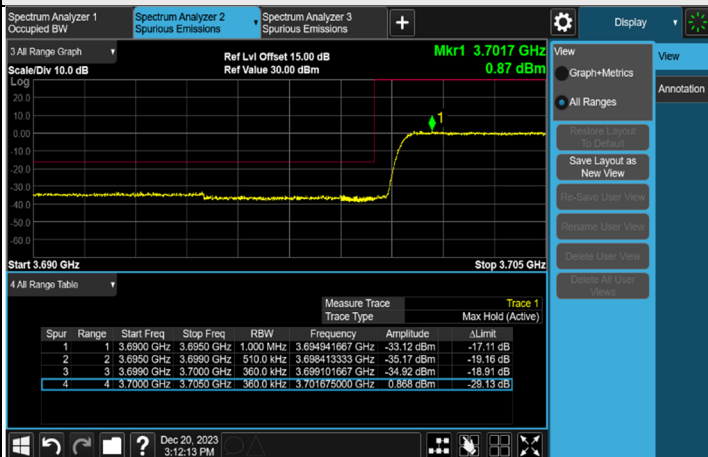 Spectrum Analyzer 1
Occupied BW
Spectrum Analyzer 2
Spurious Emissions
Spectrum Analyzer 3
Spurious Emissions
Display
3 All Range Graph
Scale/Div 10.0 dB
Ref Lvl Offset 15.00 dB
Ref Value 30.00 dBm
Mkr1 3.7017 GHz
0.87 dBm
Log
20.0
10.0
0.00
-10.0
-20.0
-30.0
-40.0
-50.0
-60.0
1
Start 3.690 GHz
Stop 3.705 GHz
View
Graph+Metrics
All Ranges
Restore Layout
To Default
Save Layout as
New View
Re-Save User View
Rename User View
Delete User View
Delete All User
Views
View
Annotation
4 All Range Table
Measure Trace Trace 1
Trace Type Max Hold (Active)
Spur Range Start Freq Stop Freq RBW Frequency Amplitude ΔLimit
1 1 3.6900 GHz 3.6950 GHz 1.000 MHz 3.694941667 GHz -33.12 dBm -17.11 dB
2 2 3.6950 GHz 3.6990 GHz 510.0 kHz 3.698413333 GHz -35.17 dBm -19.16 dB
3 3 3.6990 GHz 3.7000 GHz 360.0 kHz 3.699101667 GHz -34.92 dBm -18.91 dB
4 4 3.7000 GHz 3.7050 GHz 360.0 kHz 3.701675000 GHz 0.868 dBm -29.13 dB
?
Dec 20, 2023
3:12:13 PM